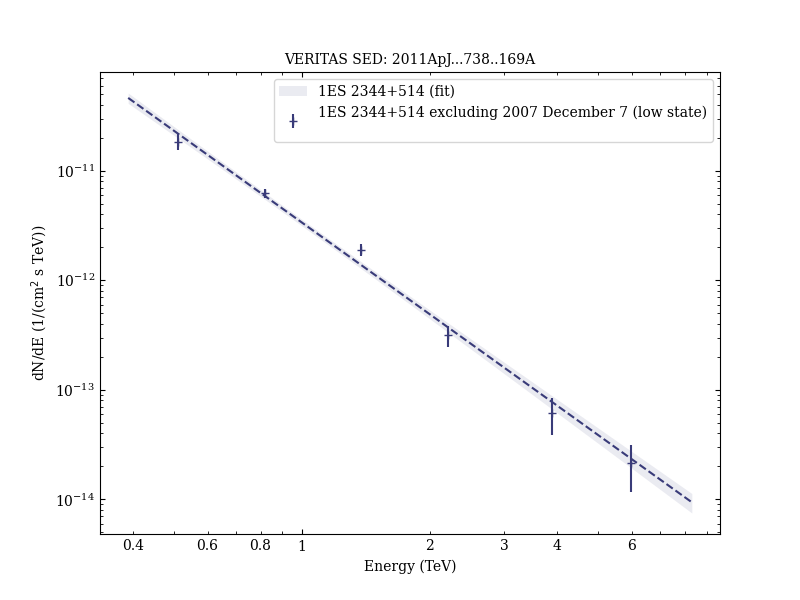 VERITAS SED: 2011ApJ...738..169A
1ES 2344+514 (fit)
1ES 2344+514 excluding 2007 December 7 (low state)
dN/dE (1/(cm² s TeV))
10⁻¹¹
10⁻¹²
10⁻¹³
10⁻¹⁴
0.4 0.6 0.8 1 2 3 4 6
Energy (TeV)